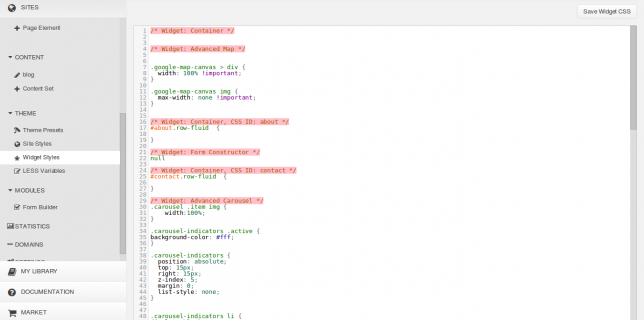 SITES
Page Element
CONTENT
blog
Content Set
THEME
Theme Presets
Site Styles
Widget Styles
LESS Variables
MODULES
Form Builder
STATISTICS
DOMAINS
MY LIBRARY
DOCUMENTATION
MARKET
Save Widget CSS
1 /* Widget: Container */
2
3
4 /* Widget: Advanced Map */
5
6
7 .google-map-canvas > div {
8 width: 100% !important;
9 }
10
11 .google-map-canvas img {
12 max-width: none !important;
13 }
14
15
16 /* Widget: Container, CSS ID: about */
17 #about.row-fluid {
18
19 }
20
21 /* Widget: Form Constructor */
22 null
23
24 /* Widget: Container, CSS ID: contact */
25 #contact.row-fluid {
26
27 }
28
29 /* Widget: Advanced Carousel */
30 .carousel .item img {
31 width:100%;
32 }
33
34 .carousel-indicators .active {
35 background-color: #fff;
36 }
37
38 .carousel-indicators {
39 position: absolute;
40 top: 15px;
41 right: 15px;
42 z-index: 5;
43 margin: 0;
44 list-style: none;
45 }
46
47
48 .carousel-indicators li {